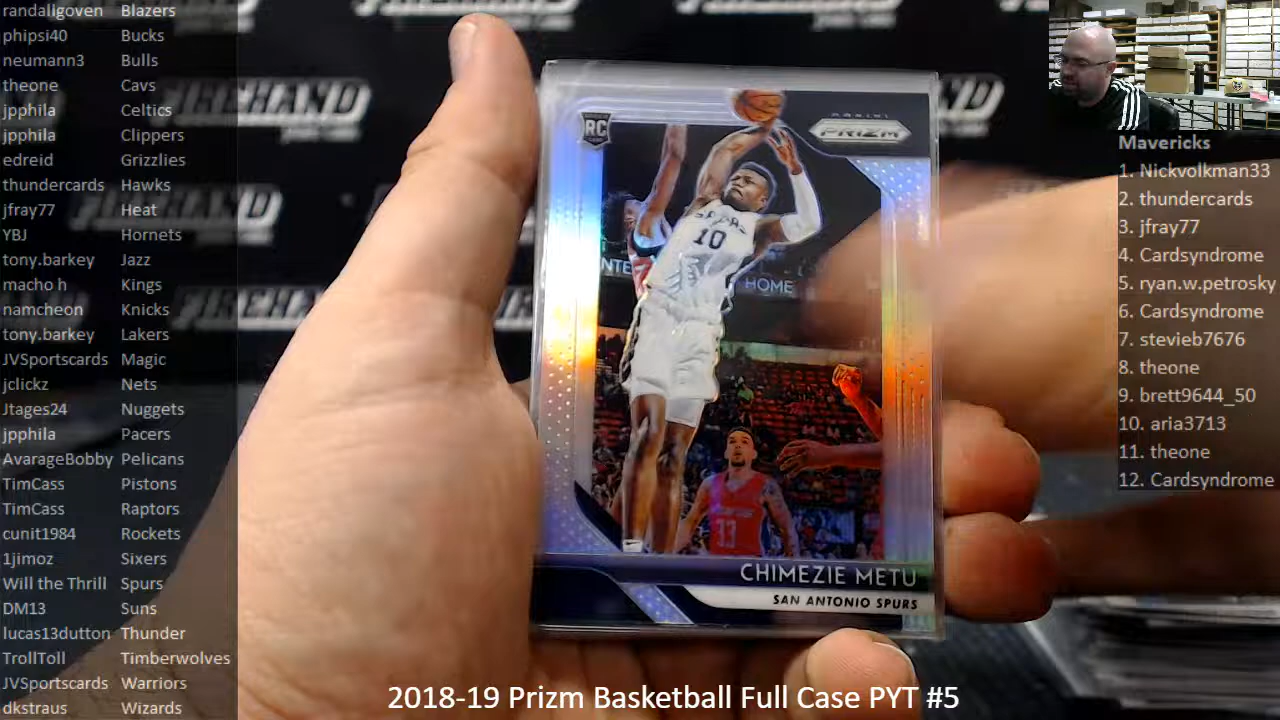 randallgoven Blazers
phipsi40 Bucks
neumann3 Bulls
theone Cavs
jpphila Celtics
jpphila Clippers
edreid Grizzlies
thundercards Hawks
jfray77 Heat
YBJ Hornets
tony.barkey Jazz
macho h Kings
namcheon Knicks
tony.barkey Lakers
JVSportscards Magic
jclickz Nets
Jtages24 Nuggets
jpphila Pacers
AvarageBobby Pelicans
TimCass Pistons
TimCass Raptors
cunit1984 Rockets
1jimoz Sixers
Will the Thrill Spurs
DM13 Suns
lucas13dutton Thunder
TrollToll Timberwolves
JVSportscards Warriors
dkstraus Wizards
RC
PANINI
PRIZM
SPURS
10
HOME
33
CHIMEZIE METU
SAN ANTONIO SPURS
Mavericks
1. Nickvolkman33
2. thundercards
3. jfray77
4. Cardsyndrome
5. ryan.w.petrosky
6. Cardsyndrome
7. stevieb7676
8. theone
9. brett9644_50
10. aria3713
11. theone
12. Cardsyndrome
2018-19 Prizm Basketball Full Case PYT #5